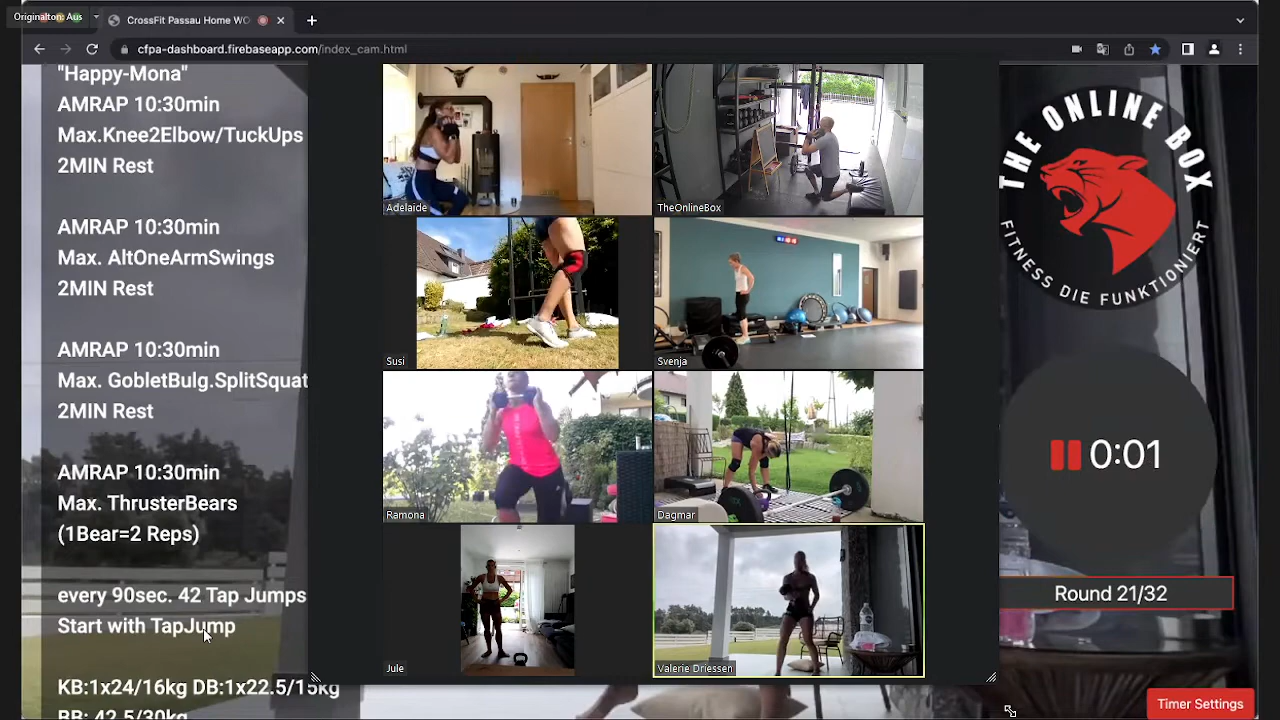 Originalton: Aus
CrossFit Passau Home WO
cfpa-dashboard.firebaseapp.com/index_cam.html
"Happy-Mona"
AMRAP 10:30min
Max.Knee2Elbow/TuckUps
2MIN Rest
AMRAP 10:30min
Max. AltOneArmSwings
2MIN Rest
AMRAP 10:30min
Max. GobletBulg.SplitSquat
2MIN Rest
AMRAP 10:30min
Max. ThrusterBears
(1Bear=2 Reps)
every 90sec. 42 Tap Jumps
Start with TapJump
KB:1x24/16kg DB:1x22.5/15kg
BB: 42.5/30kg
Adelaide
TheOnlineBox
Susi
Svenja
Ramona
Dagmar
Jule
Valerie Driessen
THE ONLINE BOX
FITNESS DIE FUNKTIONIERT
0:01
Round 21/32
Timer Settings